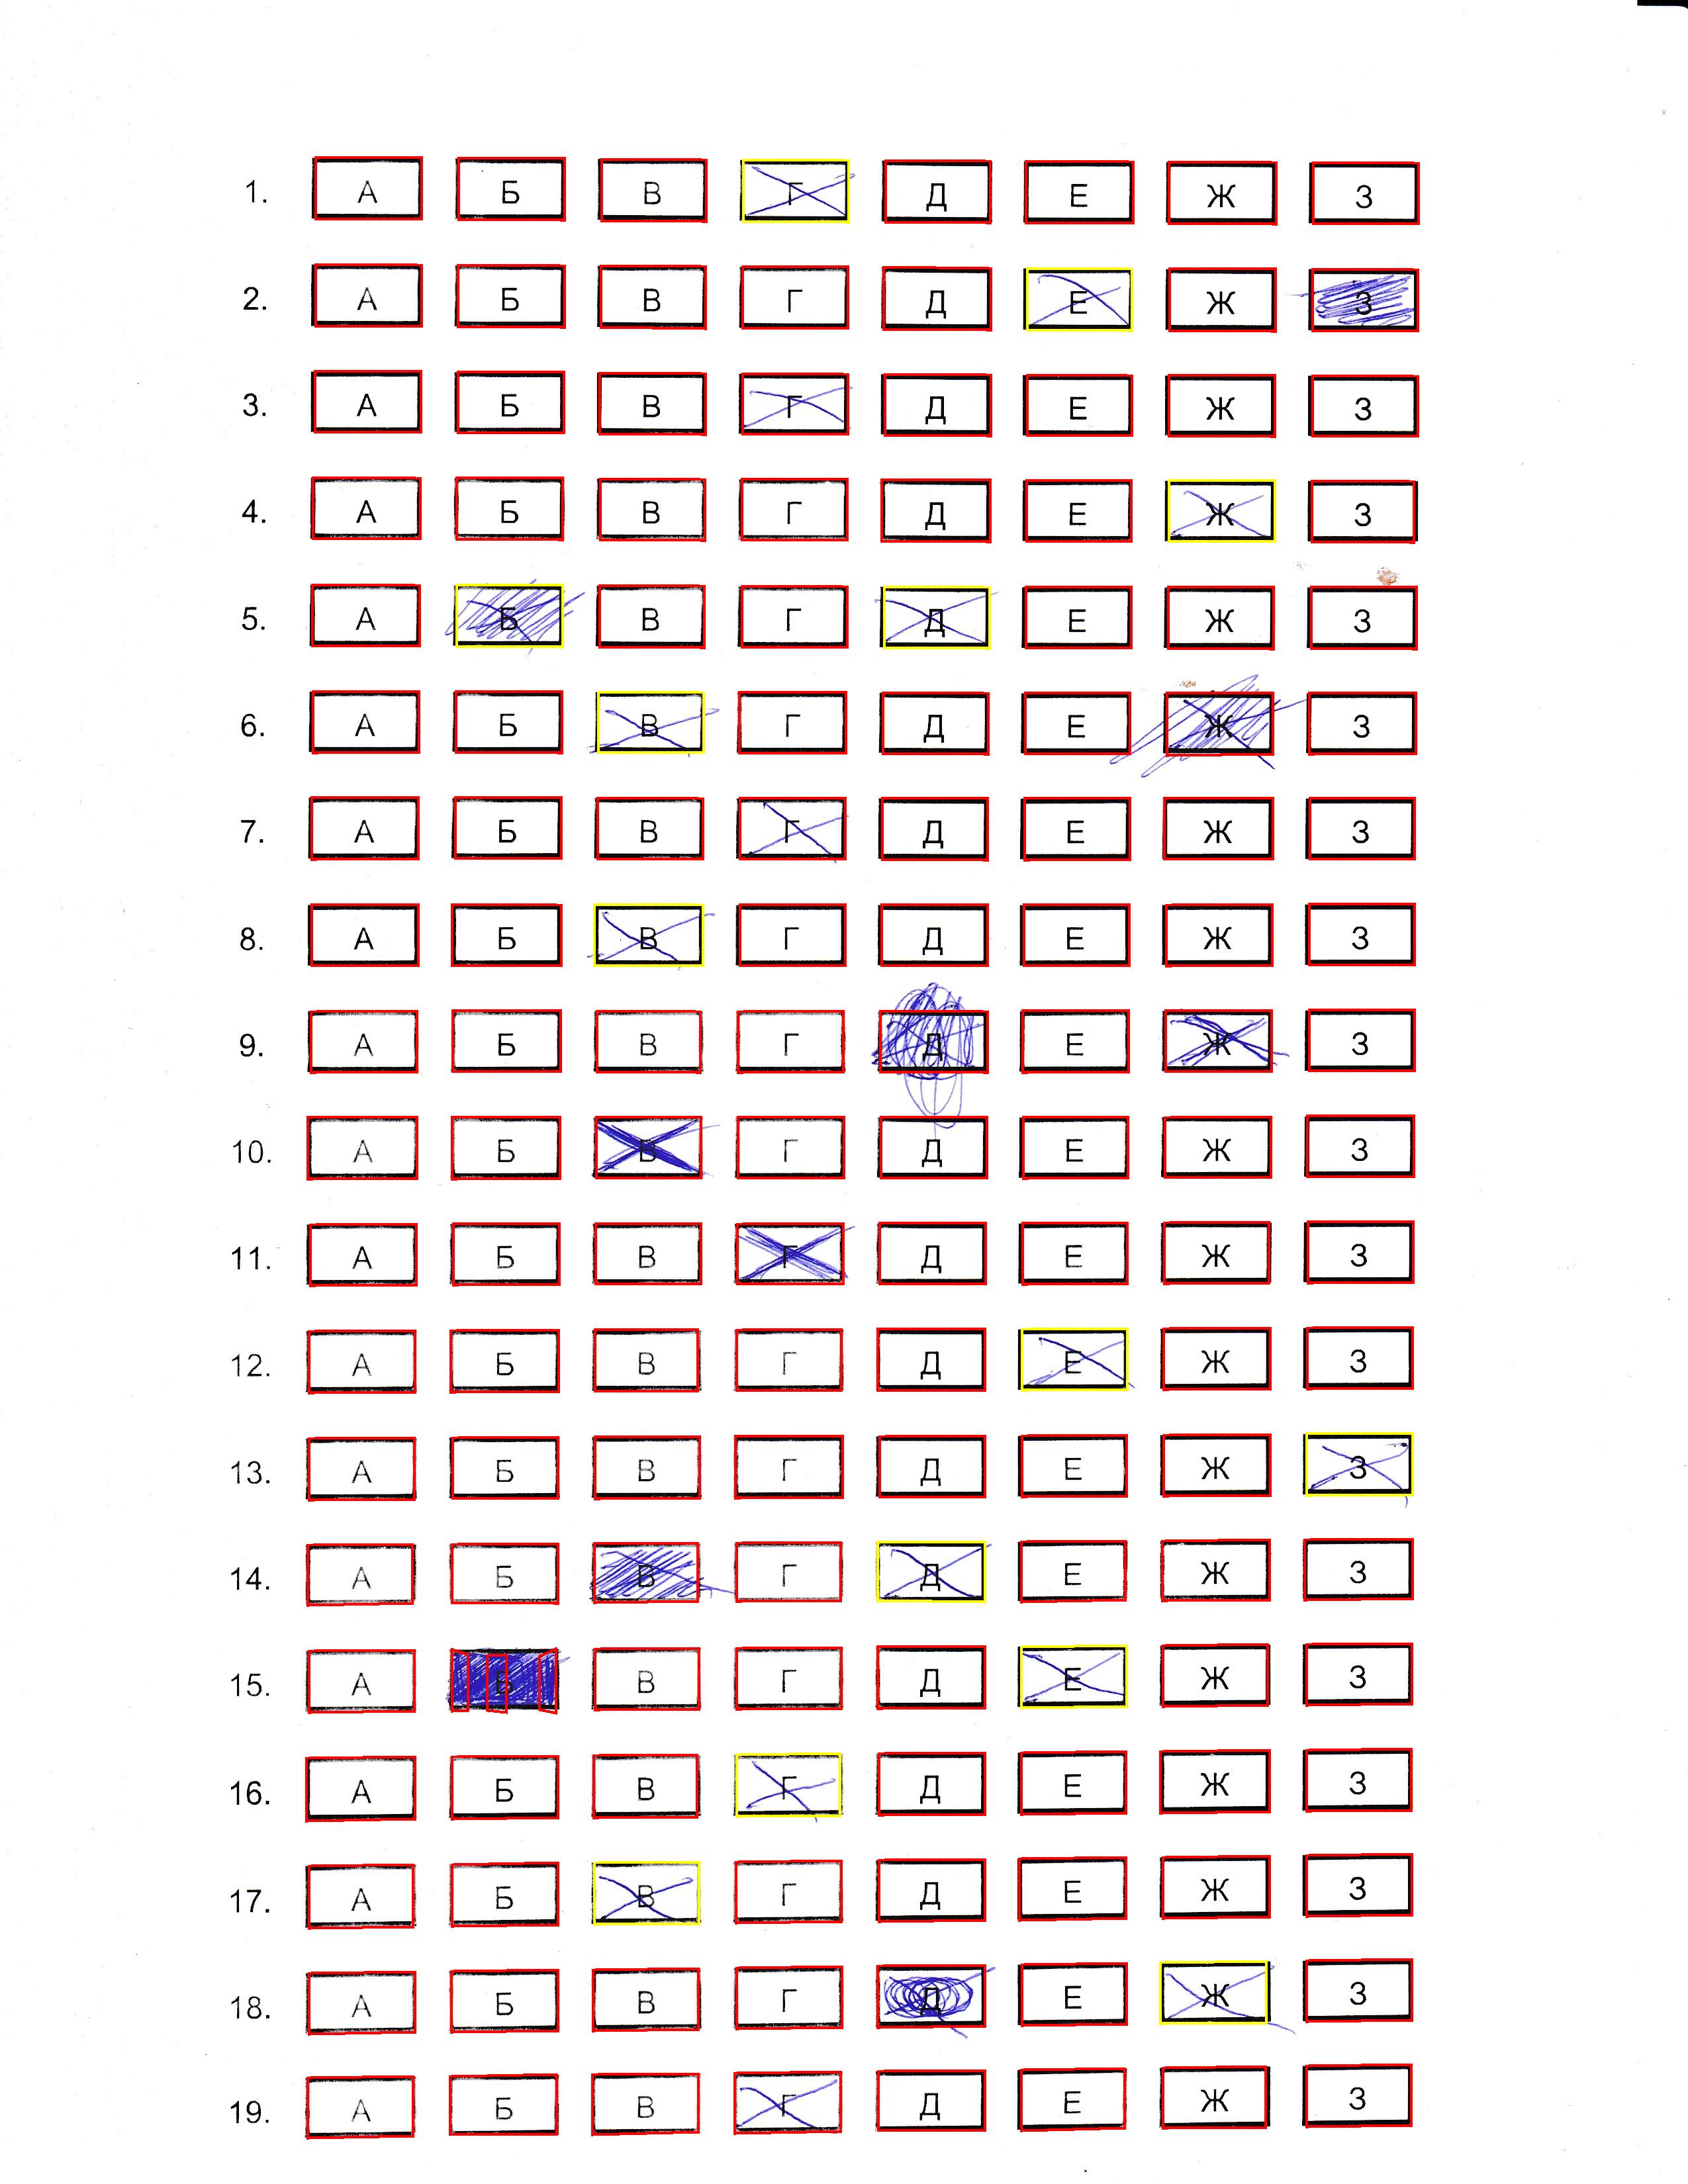 1. А Б В Г Д Е Ж З
2. А Б В Г Д Е Ж З
3. А Б В Г Д Е Ж З
4. А Б В Г Д Е Ж З
5. А Б В Г Д Е Ж З
6. А Б В Г Д Е Ж З
7. А Б В Г Д Е Ж З
8. А Б В Г Д Е Ж З
9. А Б В Г Д Е Ж З
10. А Б В Г Д Е Ж З
11. А Б В Г Д Е Ж З
12. А Б В Г Д Е Ж З
13. А Б В Г Д Е Ж З
14. А Б В Г Д Е Ж З
15. А Б В Г Д Е Ж З
16. А Б В Г Д Е Ж З
17. А Б В Г Д Е Ж З
18. А Б В Г Д Е Ж З
19. А Б В Г Д Е Ж З